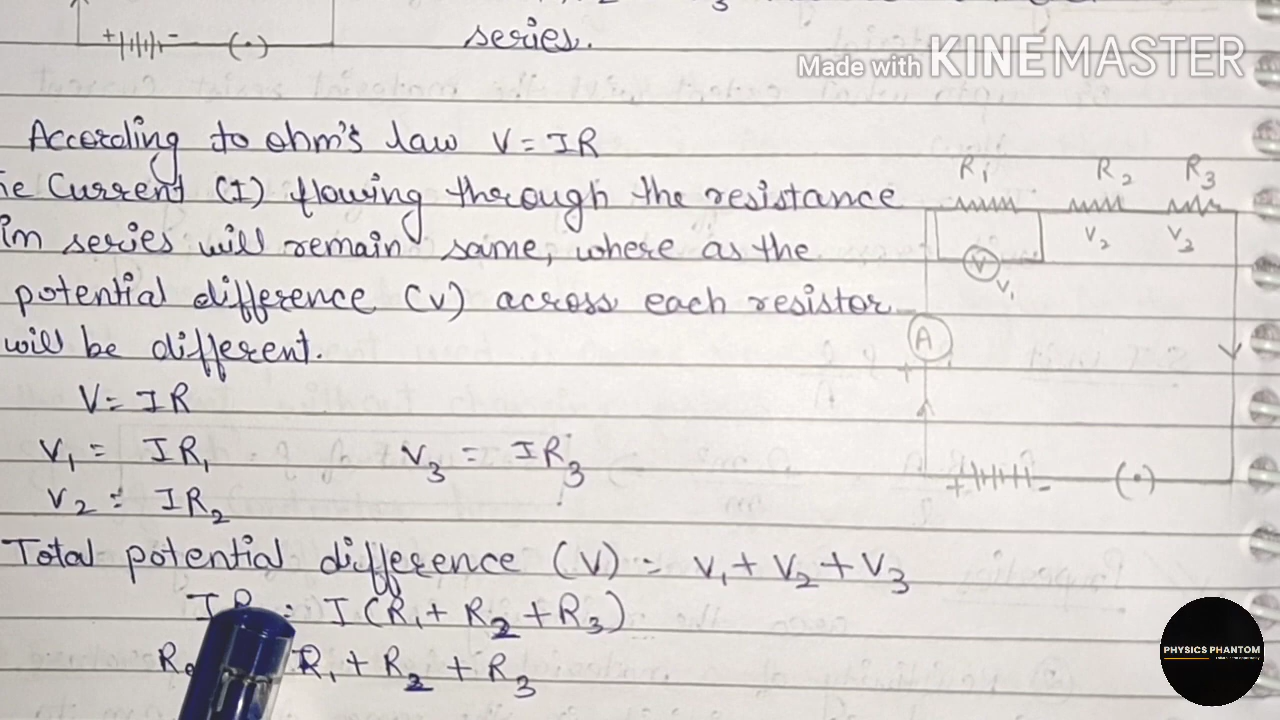 series.
Made with KINEMASTER
According to ohm's law V = IR
Current (I) flowing through the resistance
in series will remain same, where as the
potential difference (V) across each resistor
will be different.
V = IR
V₁ = IR₁ V₃ = IR₃
V₂ = IR₂
Total potential difference (V) = V₁ + V₂ + V₃
I(R₁ + R₂ + R₃)
R₁ + R₂ + R₃
R₁ R₂ R₃
V₂ V₃
V V₁
A
+
+ -
+ -
PHYSICS PHANTOM